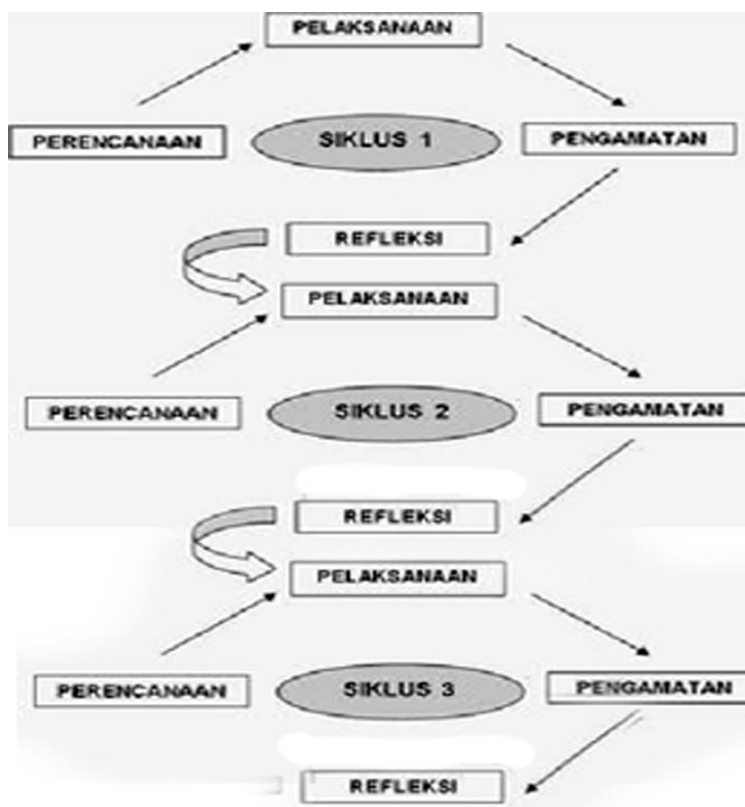 PELAKSANAAN
PERENCANAAN
SIKLUS 1
PENGAMATAN
REFLEKSI
PELAKSANAAN
PERENCANAAN
SIKLUS 2
PENGAMATAN
REFLEKSI
PELAKSANAAN
PERENCANAAN
SIKLUS 3
PENGAMATAN
REFLEKSI